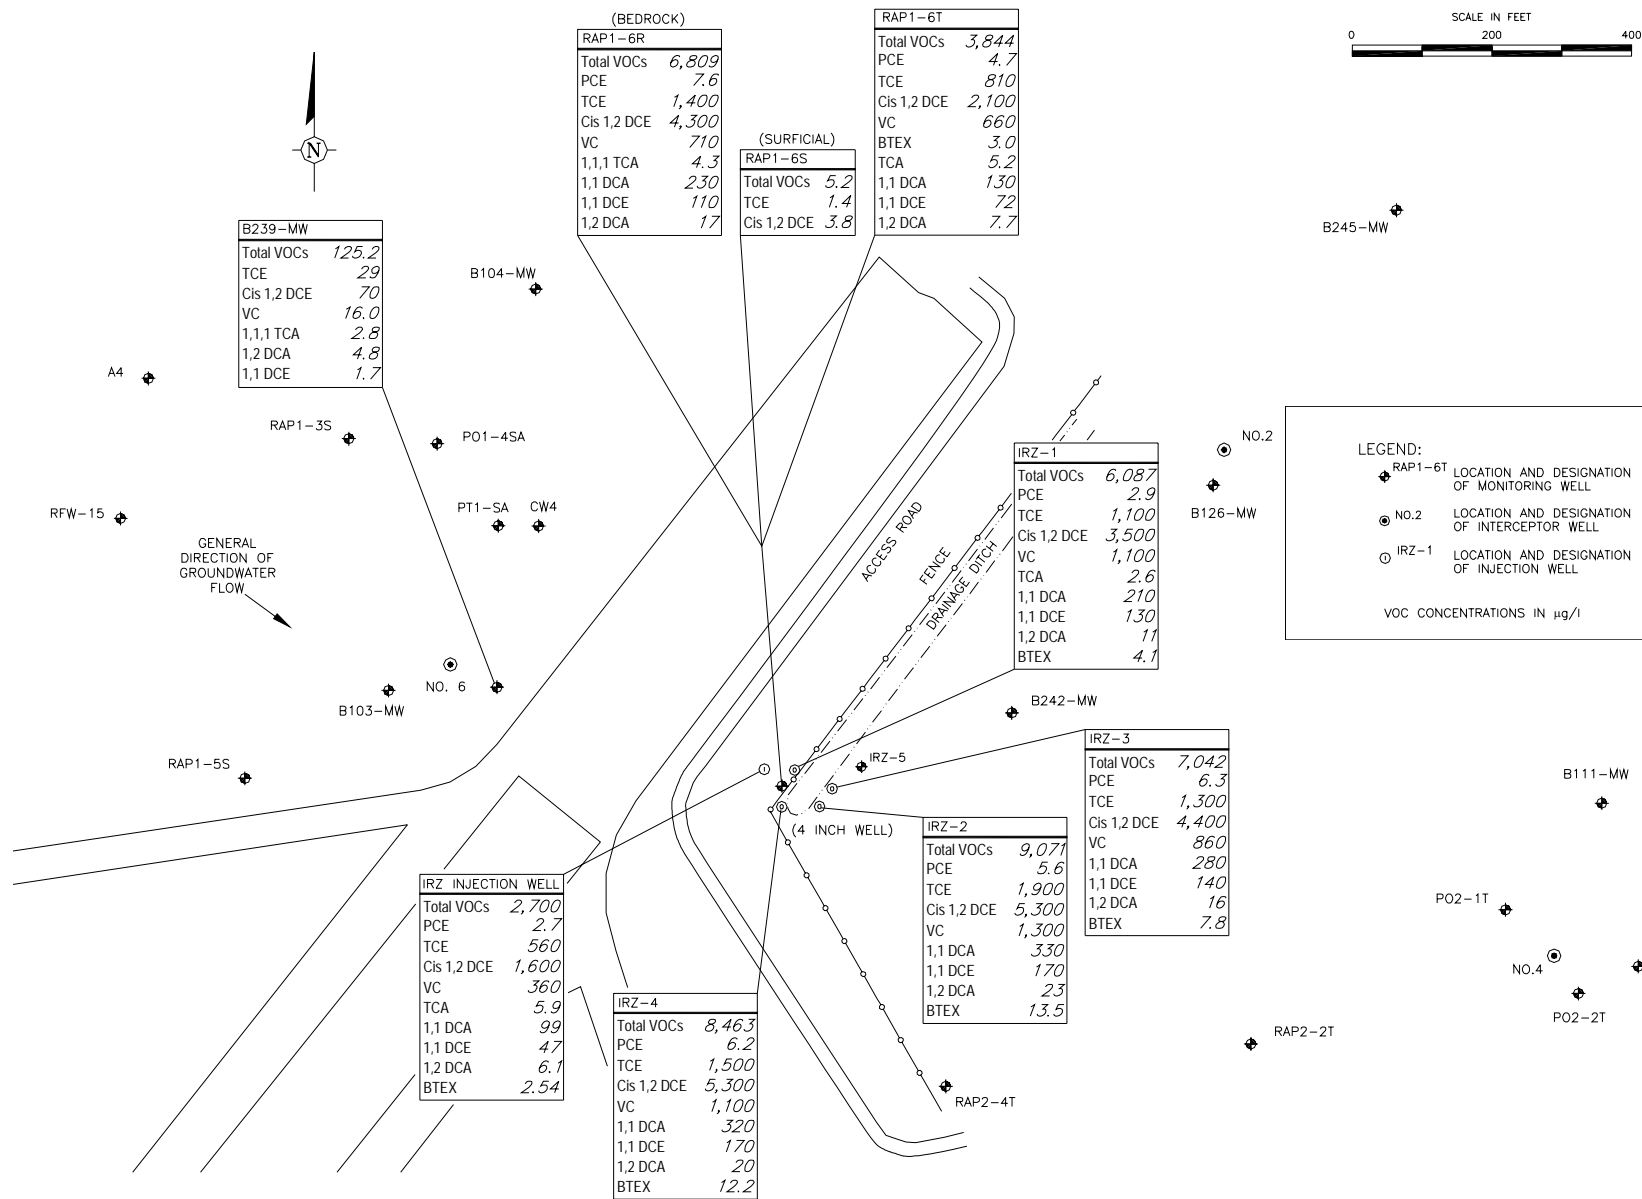 SCALE IN FEET
0 200 400
N
(BEDROCK)
RAP1-6R
Total VOCs 6,809
PCE 7.6
TCE 1,400
Cis 1,2 DCE 4,300
VC 710
1,1,1 TCA 4.3
1,1 DCA 230
1,1 DCE 110
1,2 DCA 17
(SURFICIAL)
RAP1-6S
Total VOCs 5.2
TCE 1.4
Cis 1,2 DCE 3.8
RAP1-6T
Total VOCs 3,844
PCE 4.7
TCE 810
Cis 1,2 DCE 2,100
VC 660
BTEX 3.0
TCA 5.2
1,1 DCA 130
1,1 DCE 72
1,2 DCA 7.7
B239-MW
Total VOCs 125.2
TCE 29
Cis 1,2 DCE 70
VC 16.0
1,1,1 TCA 2.8
1,2 DCA 4.8
1,1 DCE 1.7
B245-MW
B104-MW
A4
RAP1-3S
PO1-4SA
RFW-15
PT1-SA
CW4
GENERAL
DIRECTION OF
GROUNDWATER
FLOW
NO. 6
B103-MW
RAP1-5S
ACCESS ROAD
FENCE
DRAINAGE DITCH
IRZ-1
Total VOCs 6,087
PCE 2.9
TCE 1,100
Cis 1,2 DCE 3,500
VC 1,100
TCA 2.6
1,1 DCA 210
1,1 DCE 130
1,2 DCA 11
BTEX 4.1
NO.2
B126-MW
LEGEND:
RAP1-6T LOCATION AND DESIGNATION
OF MONITORING WELL
NO.2 LOCATION AND DESIGNATION
OF INTERCEPTOR WELL
IRZ-1 LOCATION AND DESIGNATION
OF INJECTION WELL
VOC CONCENTRATIONS IN µg/l
B242-MW
IRZ-5
(4 INCH WELL)
IRZ-3
Total VOCs 7,042
PCE 6.3
TCE 1,300
Cis 1,2 DCE 4,400
VC 860
1,1 DCA 280
1,1 DCE 140
1,2 DCA 16
BTEX 7.8
B111-MW
IRZ-2
Total VOCs 9,071
PCE 5.6
TCE 1,900
Cis 1,2 DCE 5,300
VC 1,300
1,1 DCA 330
1,1 DCE 170
1,2 DCA 23
BTEX 13.5
IRZ INJECTION WELL
Total VOCs 2,700
PCE 2.7
TCE 560
Cis 1,2 DCE 1,600
VC 360
TCA 5.9
1,1 DCA 99
1,1 DCE 47
1,2 DCA 6.1
BTEX 2.54
IRZ-4
Total VOCs 8,463
PCE 6.2
TCE 1,500
Cis 1,2 DCE 5,300
VC 1,100
1,1 DCA 320
1,1 DCE 170
1,2 DCA 20
BTEX 12.2
PO2-1T
NO.4
PO2-2T
RAP2-2T
RAP2-4T